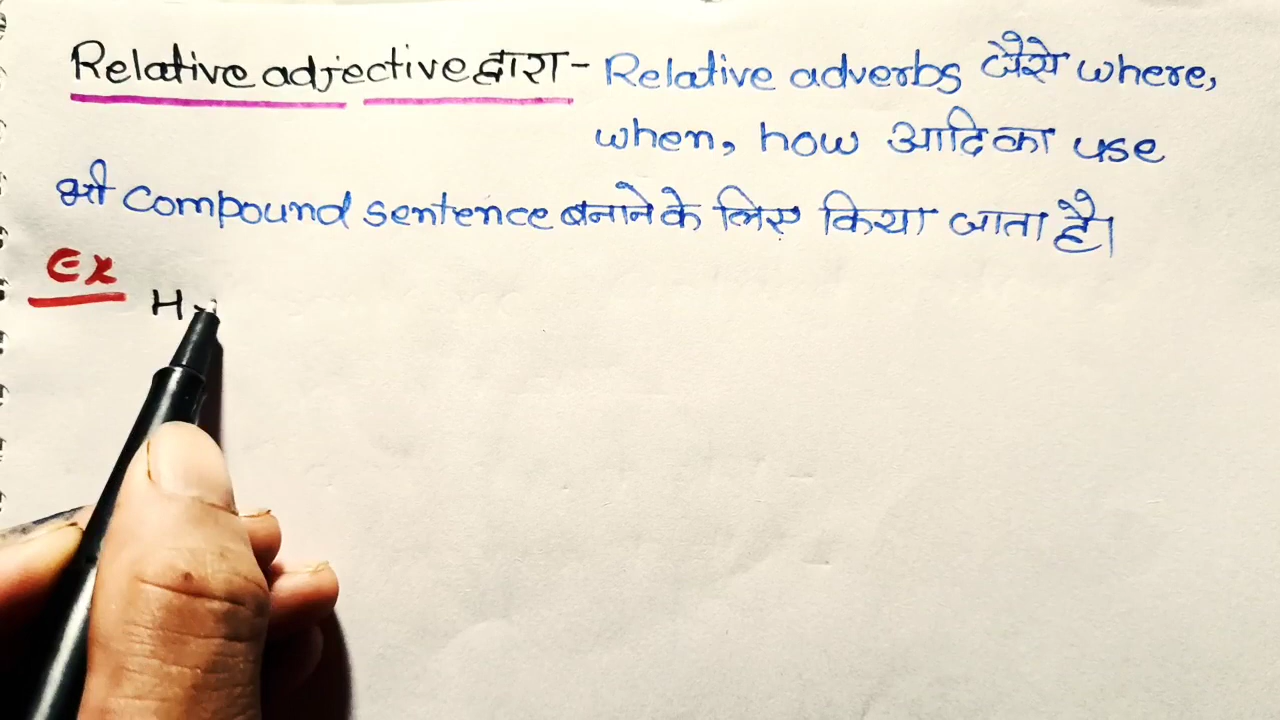 Relative adjective द्वारा - Relative adverbs जैसे where,
when, how आदि का use
भी compound sentence बनाने के लिए किया जाता है।
Ex
H